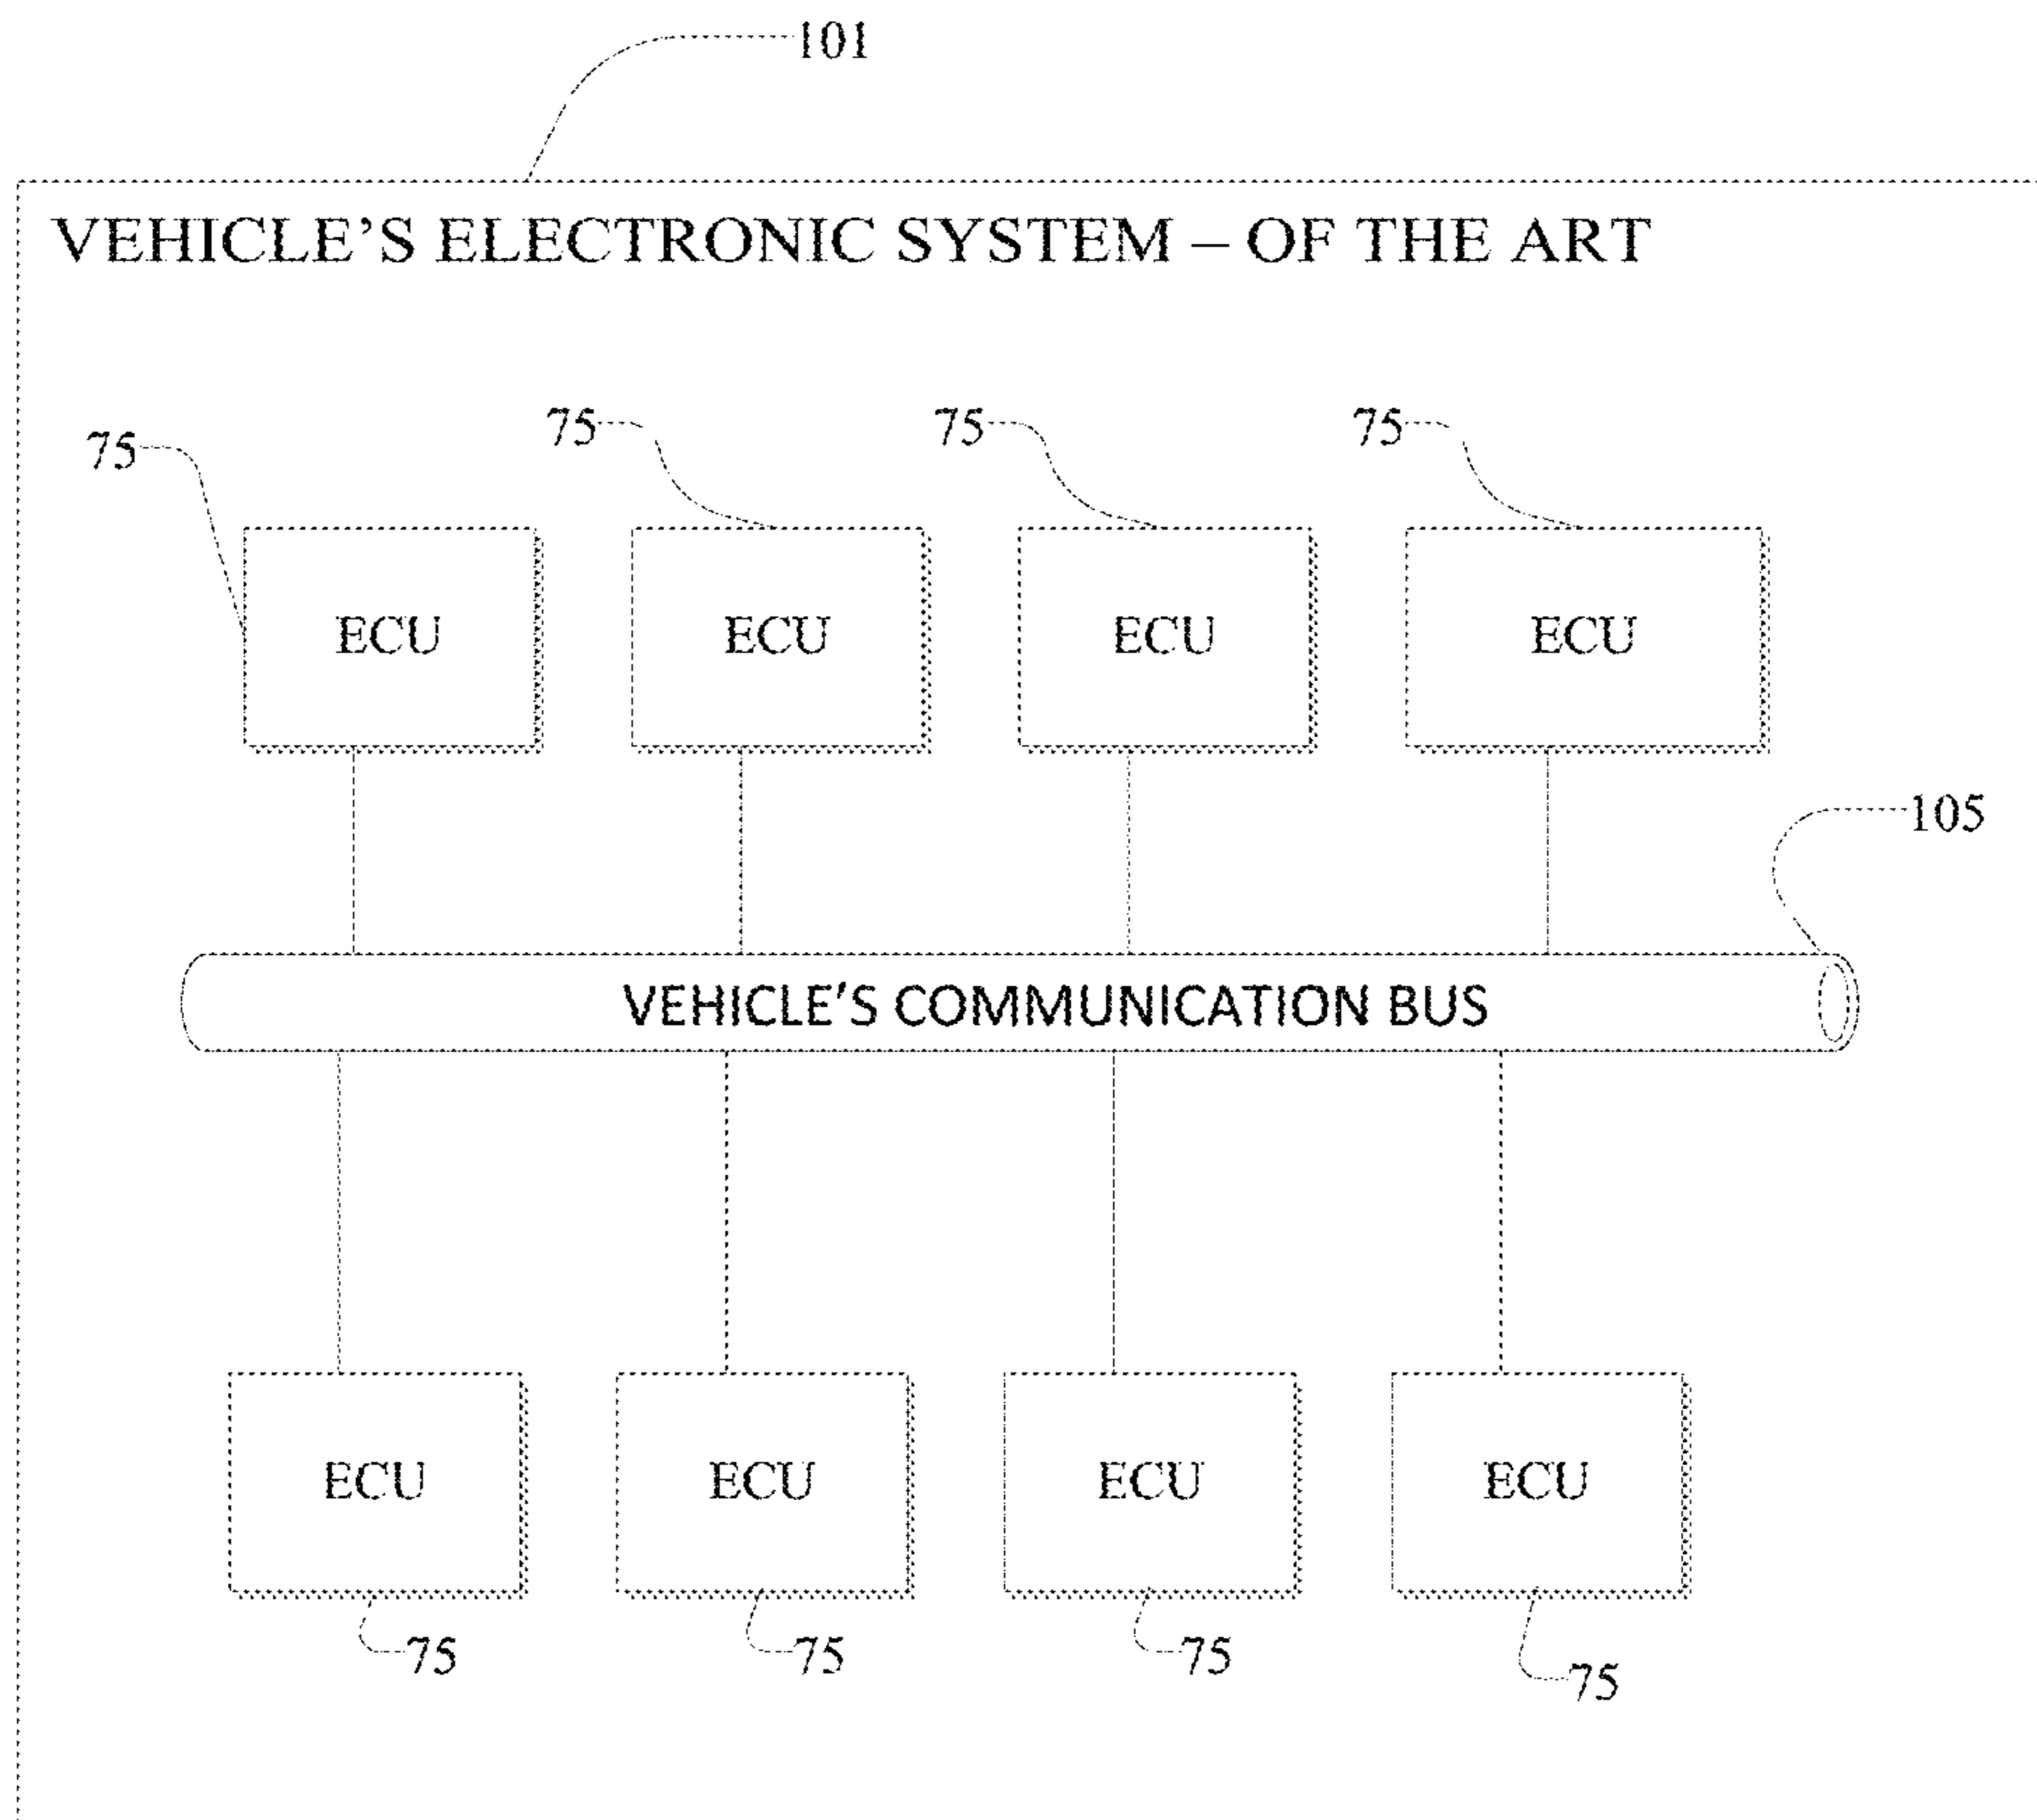 101
VEHICLE’S ELECTRONIC SYSTEM – OF THE ART
75 75 75 75
ECU ECU ECU ECU
105
VEHICLE'S COMMUNICATION BUS
ECU ECU ECU ECU
75 75 75 75